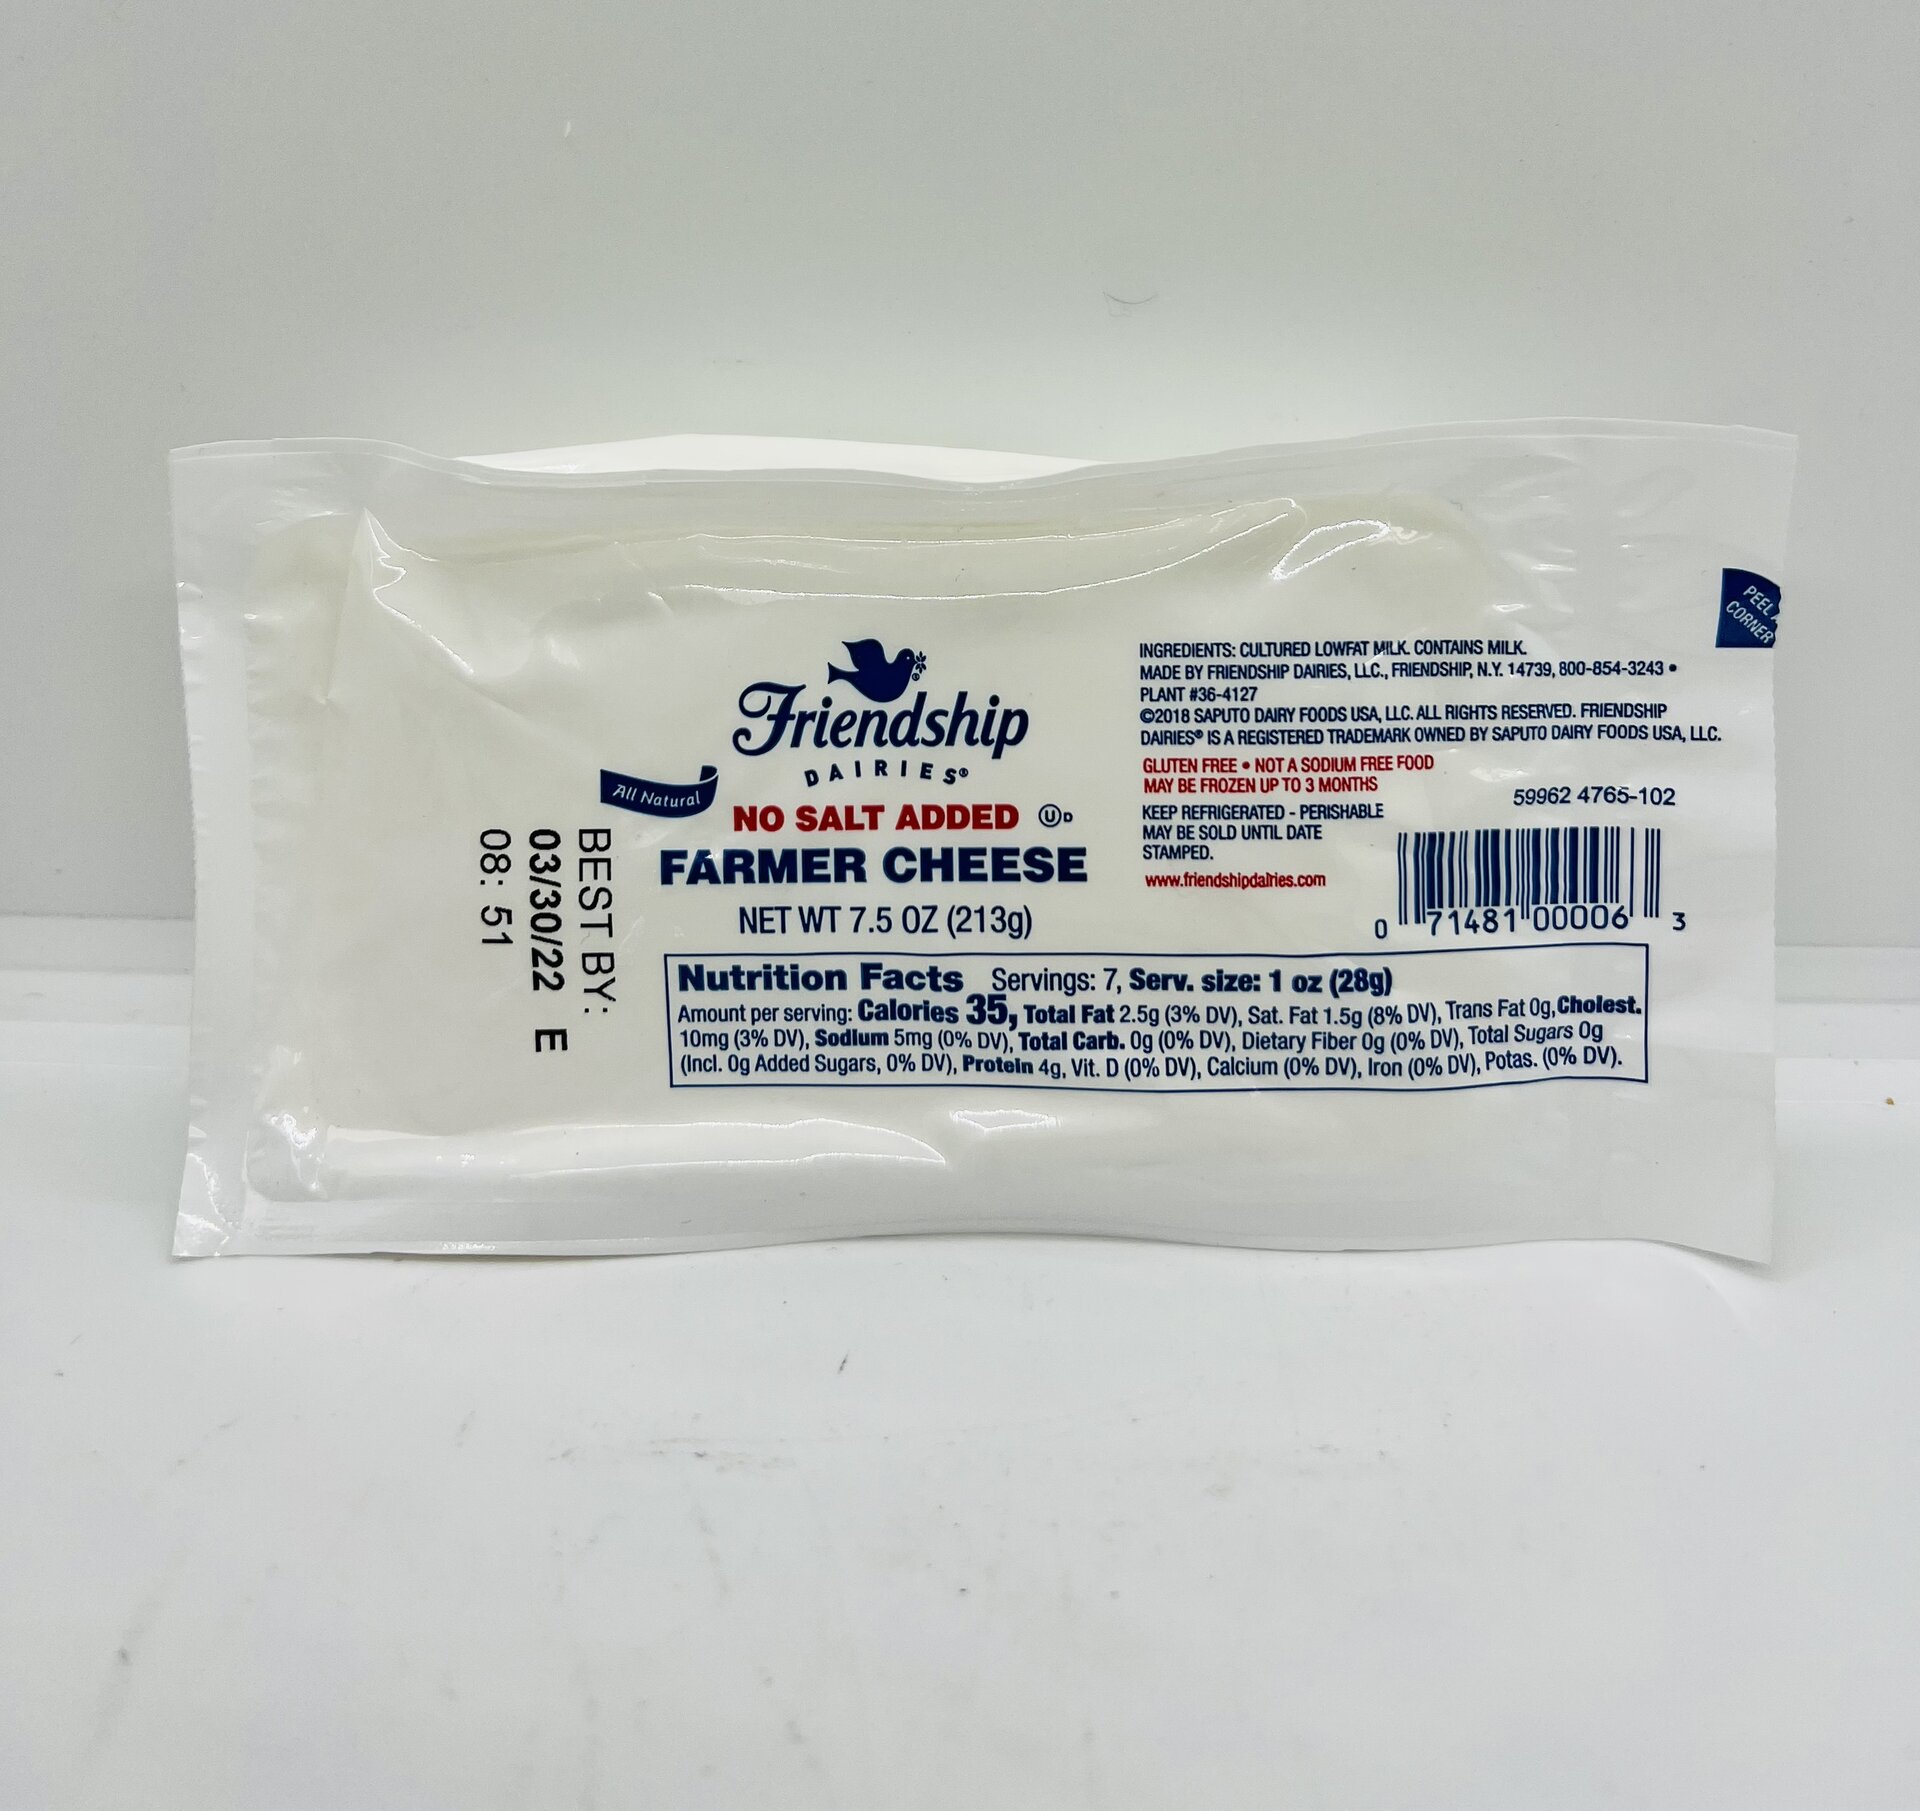 Friendship
DAIRIES®
All Natural
NO SALT ADDED Ⓤ D
FARMER CHEESE
NET WT 7.5 OZ (213g)
BEST BY:
03/30/22 E
08: 51
INGREDIENTS: CULTURED LOWFAT MILK. CONTAINS MILK.
MADE BY FRIENDSHIP DAIRIES, LLC., FRIENDSHIP, N.Y. 14739, 800-854-3243 •
PLANT #36-4127
©2018 SAPUTO DAIRY FOODS USA, LLC. ALL RIGHTS RESERVED. FRIENDSHIP
DAIRIES® IS A REGISTERED TRADEMARK OWNED BY SAPUTO DAIRY FOODS USA, LLC.
GLUTEN FREE • NOT A SODIUM FREE FOOD
MAY BE FROZEN UP TO 3 MONTHS
KEEP REFRIGERATED - PERISHABLE
MAY BE SOLD UNTIL DATE
STAMPED.
www.friendshipdairies.com
59962 4765-102
0 71481 00006 3
PEEL
CORNER
Nutrition Facts Servings: 7, Serv. size: 1 oz (28g)
Amount per serving: Calories 35, Total Fat 2.5g (3% DV), Sat. Fat 1.5g (8% DV), Trans Fat 0g, Cholest.
10mg (3% DV), Sodium 5mg (0% DV), Total Carb. 0g (0% DV), Dietary Fiber 0g (0% DV), Total Sugars 0g
(Incl. 0g Added Sugars, 0% DV), Protein 4g, Vit. D (0% DV), Calcium (0% DV), Iron (0% DV), Potas. (0% DV).